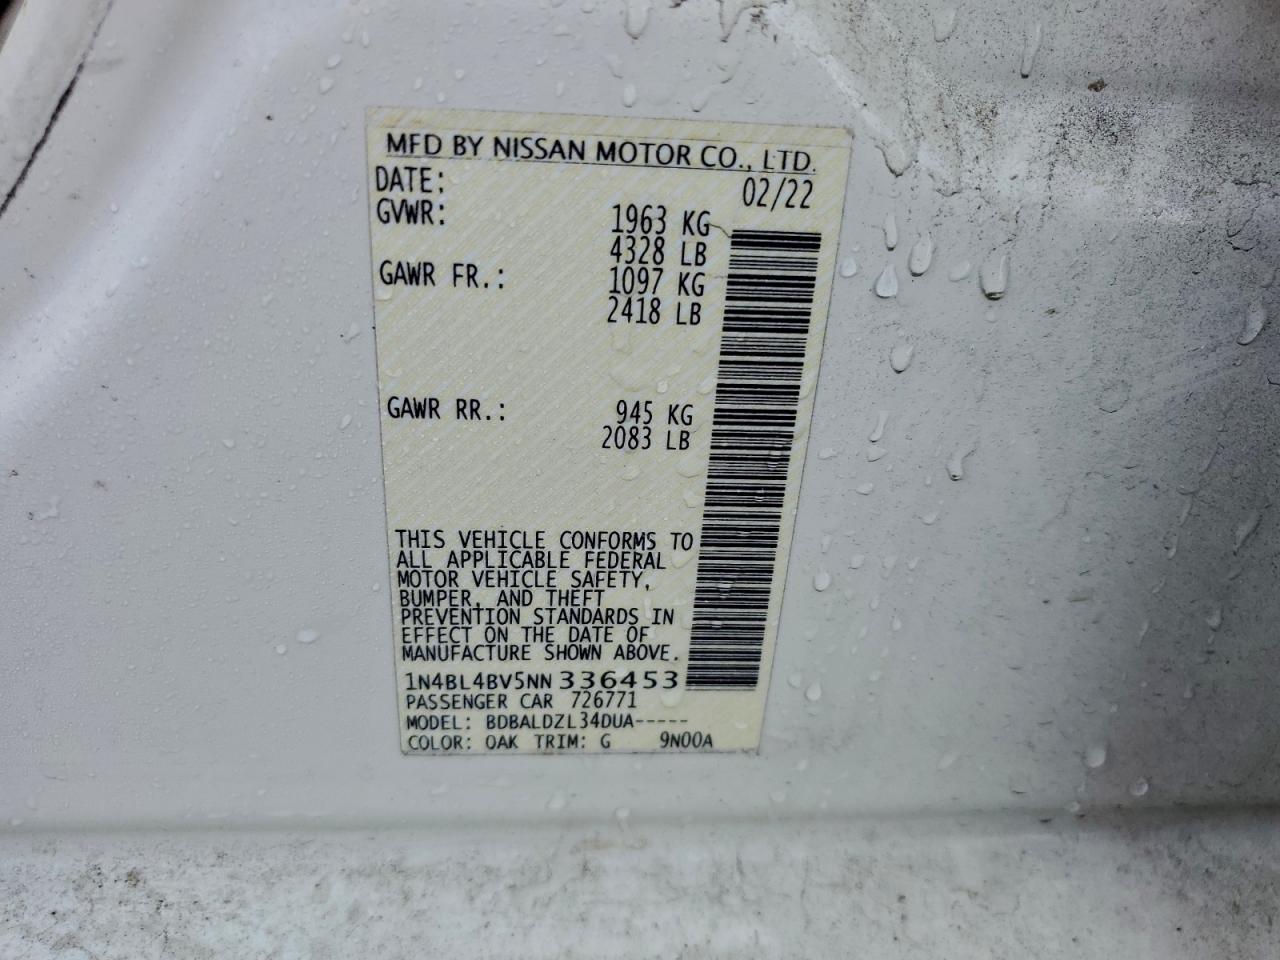 MFD BY NISSAN MOTOR CO., LTD.
DATE: 02/22
GVWR: 1963 KG
4328 LB
GAWR FR.: 1097 KG
2418 LB
GAWR RR.: 945 KG
2083 LB
THIS VEHICLE CONFORMS TO
ALL APPLICABLE FEDERAL
MOTOR VEHICLE SAFETY,
BUMPER, AND THEFT
PREVENTION STANDARDS IN
EFFECT ON THE DATE OF
MANUFACTURE SHOWN ABOVE.
1N4BL4BV5NN336453
PASSENGER CAR 726771
MODEL: BDBALDZL34DUA-----
COLOR: QAK TRIM: G 9N00A